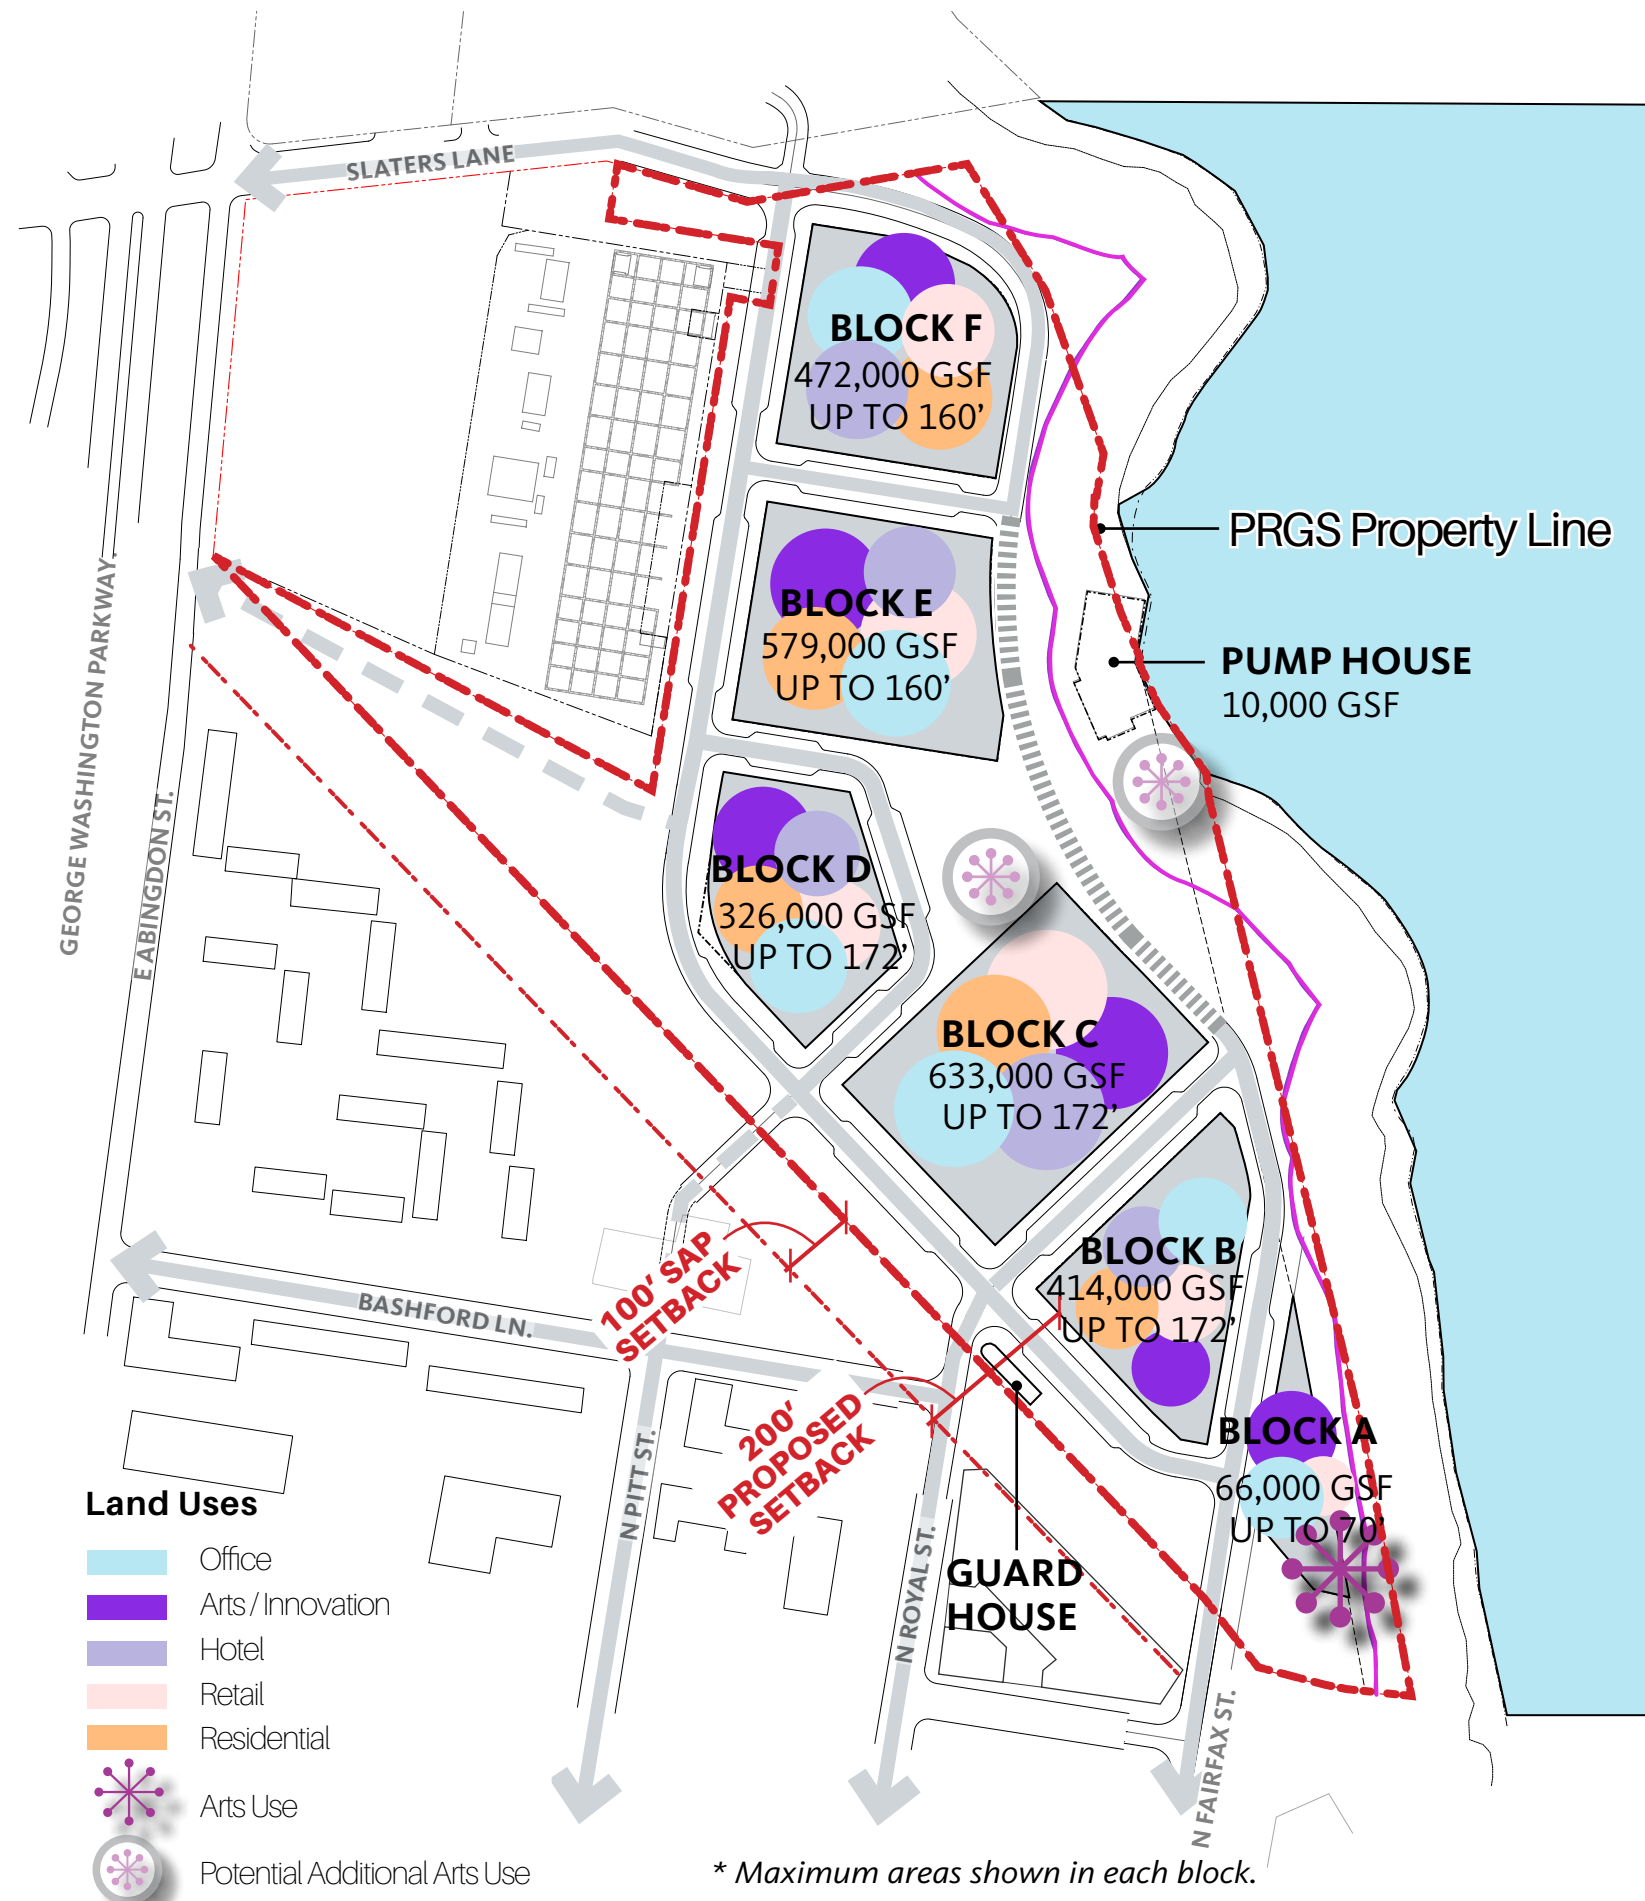 SLATERS LANE
BLOCK F
472,000 GSF
UP TO 160’
PRGS Property Line
BLOCK E
579,000 GSF
UP TO 160’
PUMP HOUSE
10,000 GSF
GEORGE WASHINGTON PARKWAY.
E ABINGDON ST.
BLOCK D
326,000 GSF
UP TO 172’
BLOCK C
633,000 GSF
UP TO 172’
BLOCK B
414,000 GSF
UP TO 172’
100’ SAP
SETBACK
BASHFORD LN.
200’
PROPOSED
SETBACK
BLOCK A
66,000 GSF
UP TO 70’
N PITT ST.
N ROYAL ST.
GUARD
HOUSE
N FAIRFAX ST.
Land Uses
Office
Arts / Innovation
Hotel
Retail
Residential
Arts Use
Potential Additional Arts Use
* Maximum areas shown in each block.